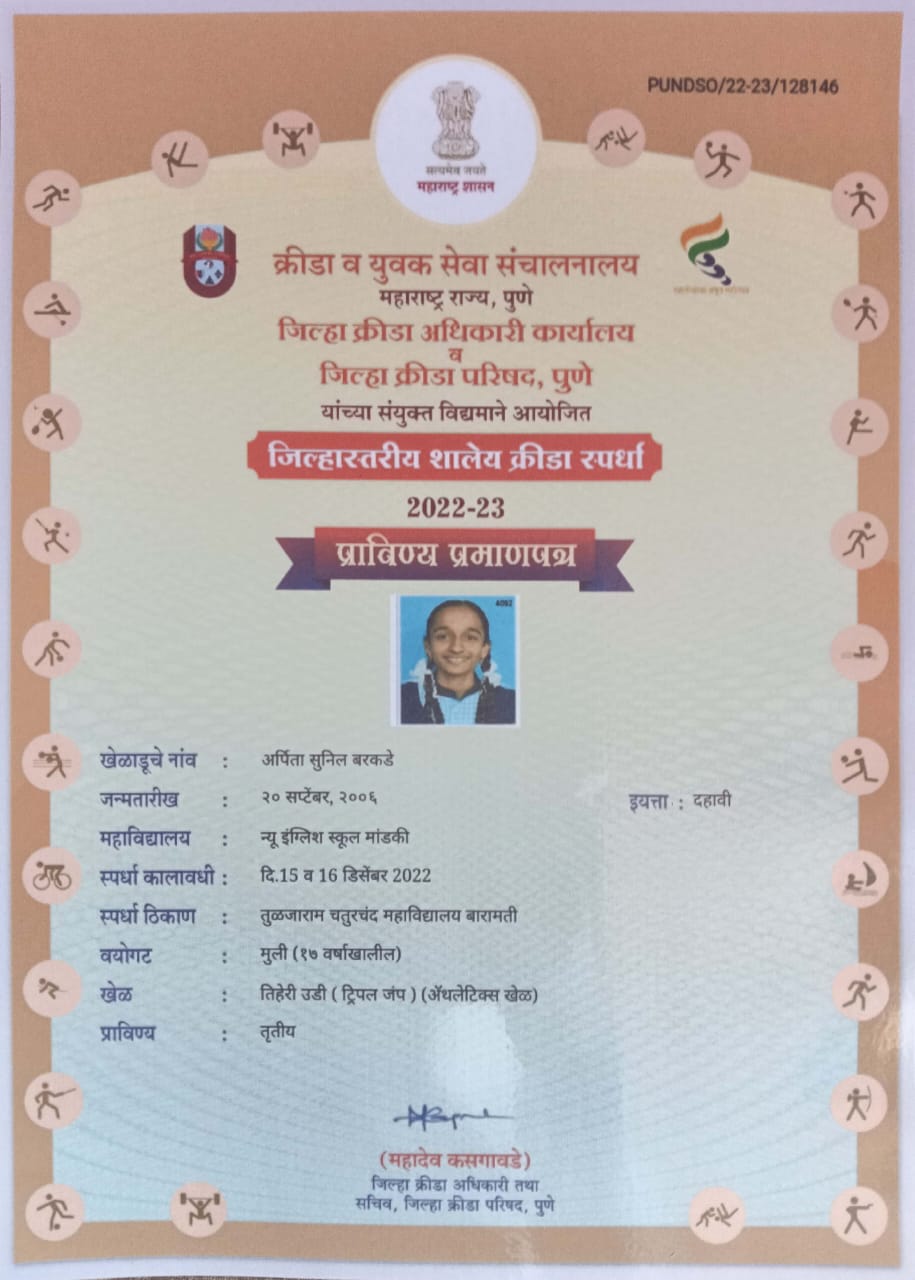 PUNDSO/22-23/128146
सत्यमेव जयते
महाराष्ट्र शासन
क्रीडा व युवक सेवा संचालनालय
महाराष्ट्र राज्य, पुणे
जिल्हा क्रीडा अधिकारी कार्यालय
व
जिल्हा क्रीडा परिषद, पुणे
यांच्या संयुक्त विद्यमाने आयोजित
जिल्हास्तरीय शालेय क्रीडा स्पर्धा
2022-23
प्राविण्य प्रमाणपत्र
4092
खेळाडूचे नांव : अर्पिता सुनिल बरकडे
जन्मतारीख : २० सप्टेंबर, २००६ इयत्ता : दहावी
महाविद्यालय : न्यू इंग्लिश स्कूल मांडकी
स्पर्धा कालावधी : दि.15 व 16 डिसेंबर 2022
स्पर्धा ठिकाण : तुळजाराम चतुरचंद महाविद्यालय बारामती
वयोगट : मुली (१७ वर्षाखालील)
खेळ : तिहेरी उडी ( ट्रिपल जंप ) (ॲथलेटिक्स खेळ)
प्राविण्य : तृतीय
(महादेव कसगावडे)
जिल्हा क्रीडा अधिकारी तथा
सचिव, जिल्हा क्रीडा परिषद, पुणे